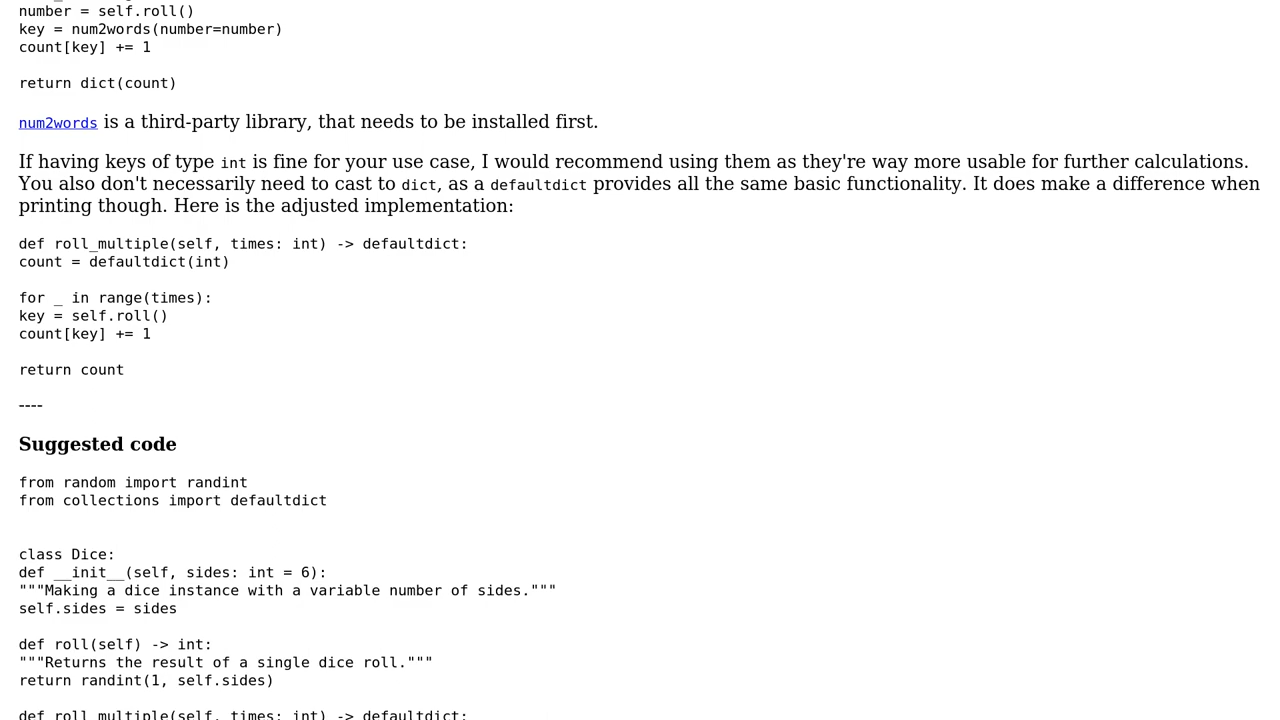 number = self.roll()
key = num2words(number=number)
count[key] += 1
return dict(count)
num2words is a third-party library, that needs to be installed first.
If having keys of type int is fine for your use case, I would recommend using them as they're way more usable for further calculations.
You also don't necessarily need to cast to dict, as a defaultdict provides all the same basic functionality. It does make a difference when
printing though. Here is the adjusted implementation:
def roll_multiple(self, times: int) -> defaultdict:
count = defaultdict(int)
for _ in range(times):
key = self.roll()
count[key] += 1
return count
----
Suggested code
from random import randint
from collections import defaultdict
class Dice:
def __init__(self, sides: int = 6):
"""Making a dice instance with a variable number of sides."""
self.sides = sides
def roll(self) -> int:
"""Returns the result of a single dice roll."""
return randint(1, self.sides)
def roll_multiple(self, times: int) -> defaultdict: